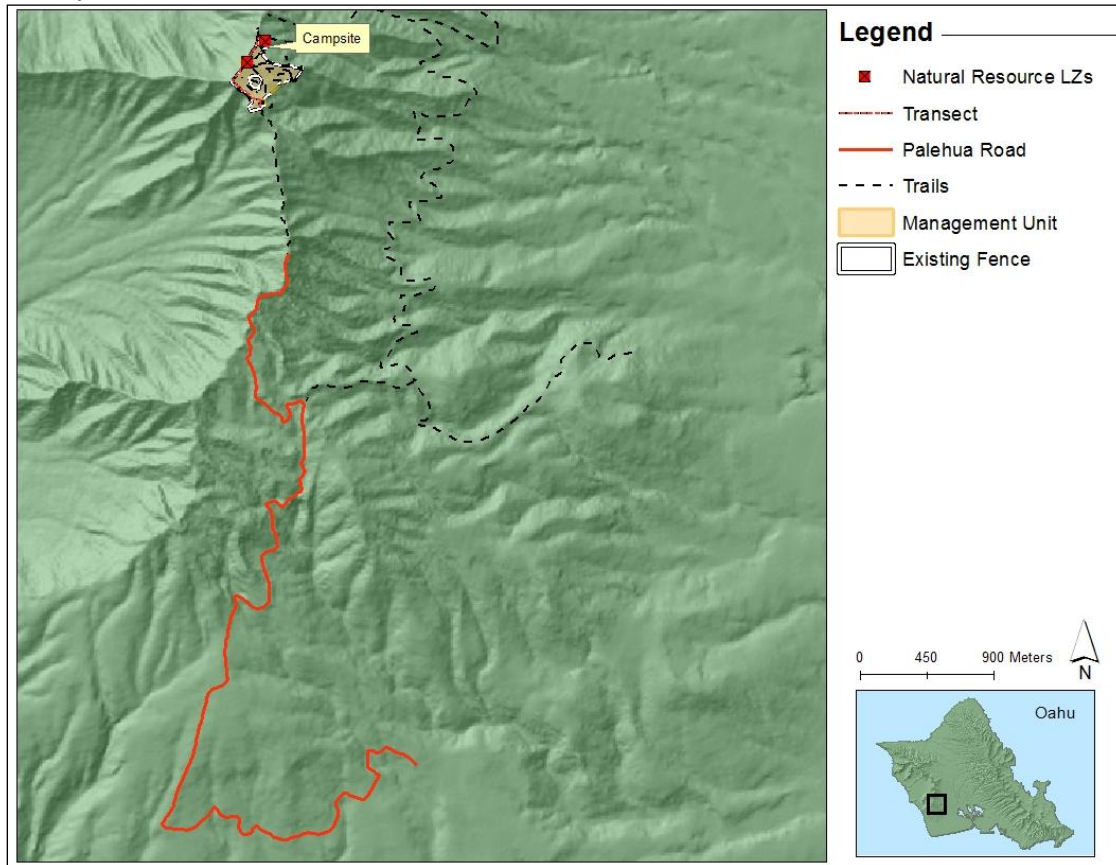 Campsite
Legend
Natural Resource LZs
Transect
Palehua Road
Trails
Management Unit
Existing Fence
0 450 900 Meters
N
Oahu